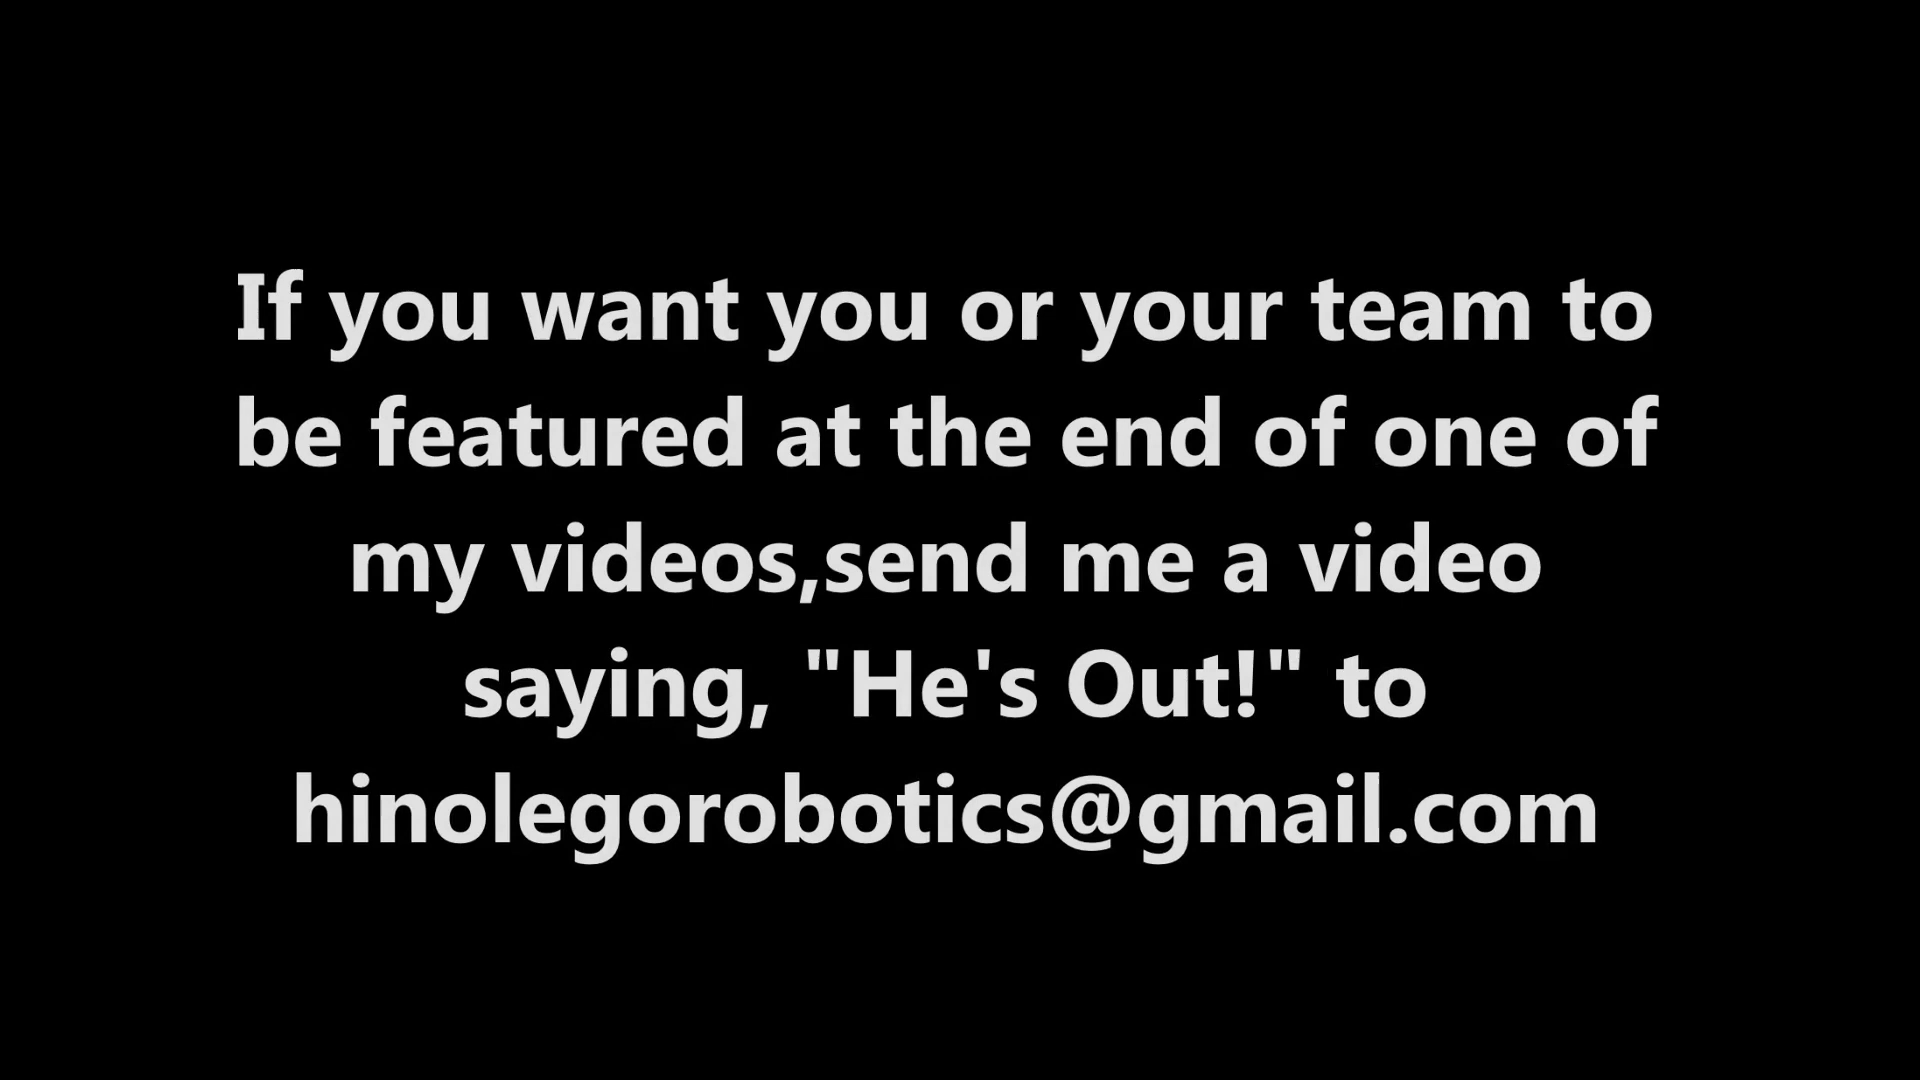 If you want you or your team to
be featured at the end of one of
my videos,send me a video
saying, "He's Out!" to
hinolegorobotics@gmail.com